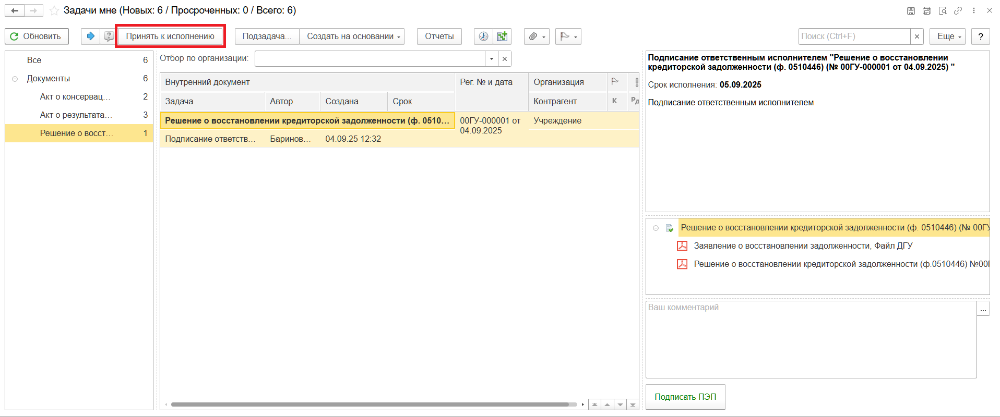 Задачи мне (Новых: 6 / Просроченных: 0 / Всего: 6)
Обновить
Принять к исполнению
Подзадача...
Создать на основании
Отчеты
Поиск (Ctrl+F)
Еще
?
Все 6
Документы 6
Акт о консервац... 2
Акт о результата... 3
Решение о восст... 1
Отбор по организации:
Внутренний документ
Рег. № и дата
Организация
Задача
Автор
Создана
Срок
Контрагент
К
Решение о восстановлении кредиторской задолженности (ф. 0510...
00ГУ-000001 от
04.09.2025
Учреждение
Подписание ответств...
Баринов...
04.09.25 12:32
Подписание ответственным исполнителем "Решение о восстановлении
кредиторской задолженности (ф. 0510446) (№ 00ГУ-000001 от 04.09.2025) "
Срок исполнения: 05.09.2025
Подписание ответственным исполнителем
Решение о восстановлении кредиторской задолженности (ф. 0510446) (№ 00ГУ
Заявление о восстановлении задолженности, Файл ДГУ
Решение о восстановлении кредиторской задолженности (ф.0510446) №00Г
Ваш комментарий
...
Подписать ПЭП